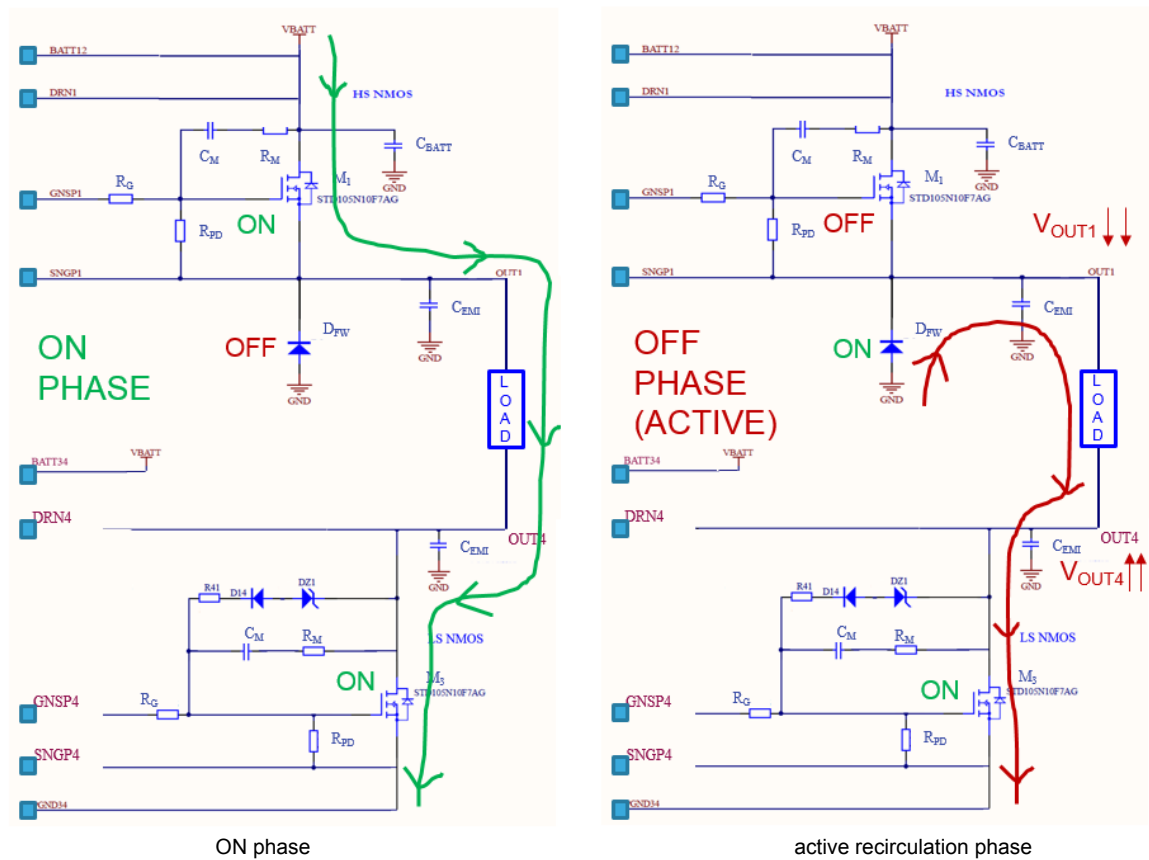 VBATT
BATT12
DRN1
HS NMOS
CM
RM
CBATT
GND
RG
M1
GNSP1
STD105N10F7AG
RPD
ON
SNGP1
OUT1
CEMI
GND
DFW
OFF
ON
PHASE
GND
LOAD
VBATT
BATT34
DRN4
OUT4
CEMI
GND
R41
D14
DZ1
CM
RM
LS NMOS
ON
M3
STD105N10F7AG
GNSP4
RG
RPD
SNGP4
GND34
ON phase
VBATT
BATT12
DRN1
HS NMOS
CM
RM
CBATT
GND
RG
M1
GNSP1
STD105N10F7AG
RPD
OFF
VOUT1 ↓↓
SNGP1
OUT1
CEMI
GND
DFW
ON
OFF
PHASE
(ACTIVE)
GND
LOAD
VBATT
BATT34
DRN4
OUT4
CEMI
GND
VOUT4 ↑↑
R41
D14
DZ1
CM
RM
LS NMOS
ON
M3
STD105N10F7AG
GNSP4
RG
RPD
SNGP4
GND34
active recirculation phase